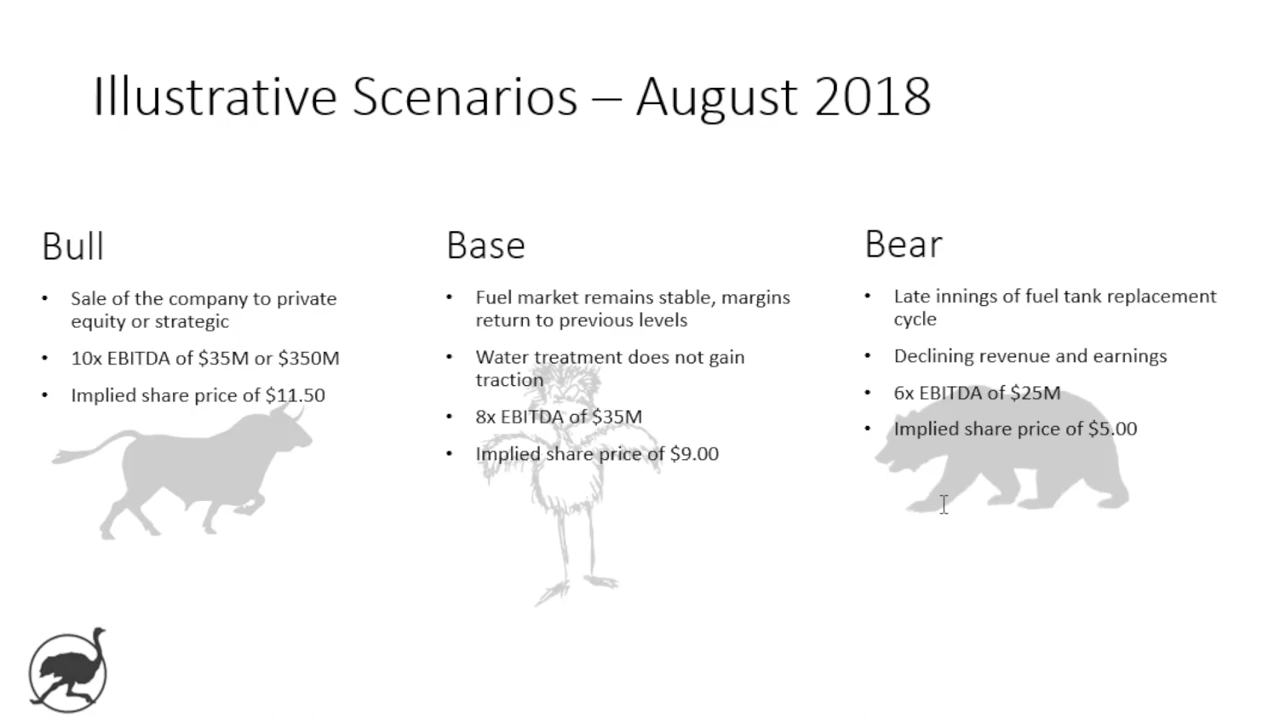 Illustrative Scenarios – August 2018
Bull
• Sale of the company to private
equity or strategic
• 10x EBITDA of $35M or $350M
• Implied share price of $11.50
Base
• Fuel market remains stable, margins
return to previous levels
• Water treatment does not gain
traction
• 8x EBITDA of $35M
• Implied share price of $9.00
Bear
• Late innings of fuel tank replacement
cycle
• Declining revenue and earnings
• 6x EBITDA of $25M
• Implied share price of $5.00